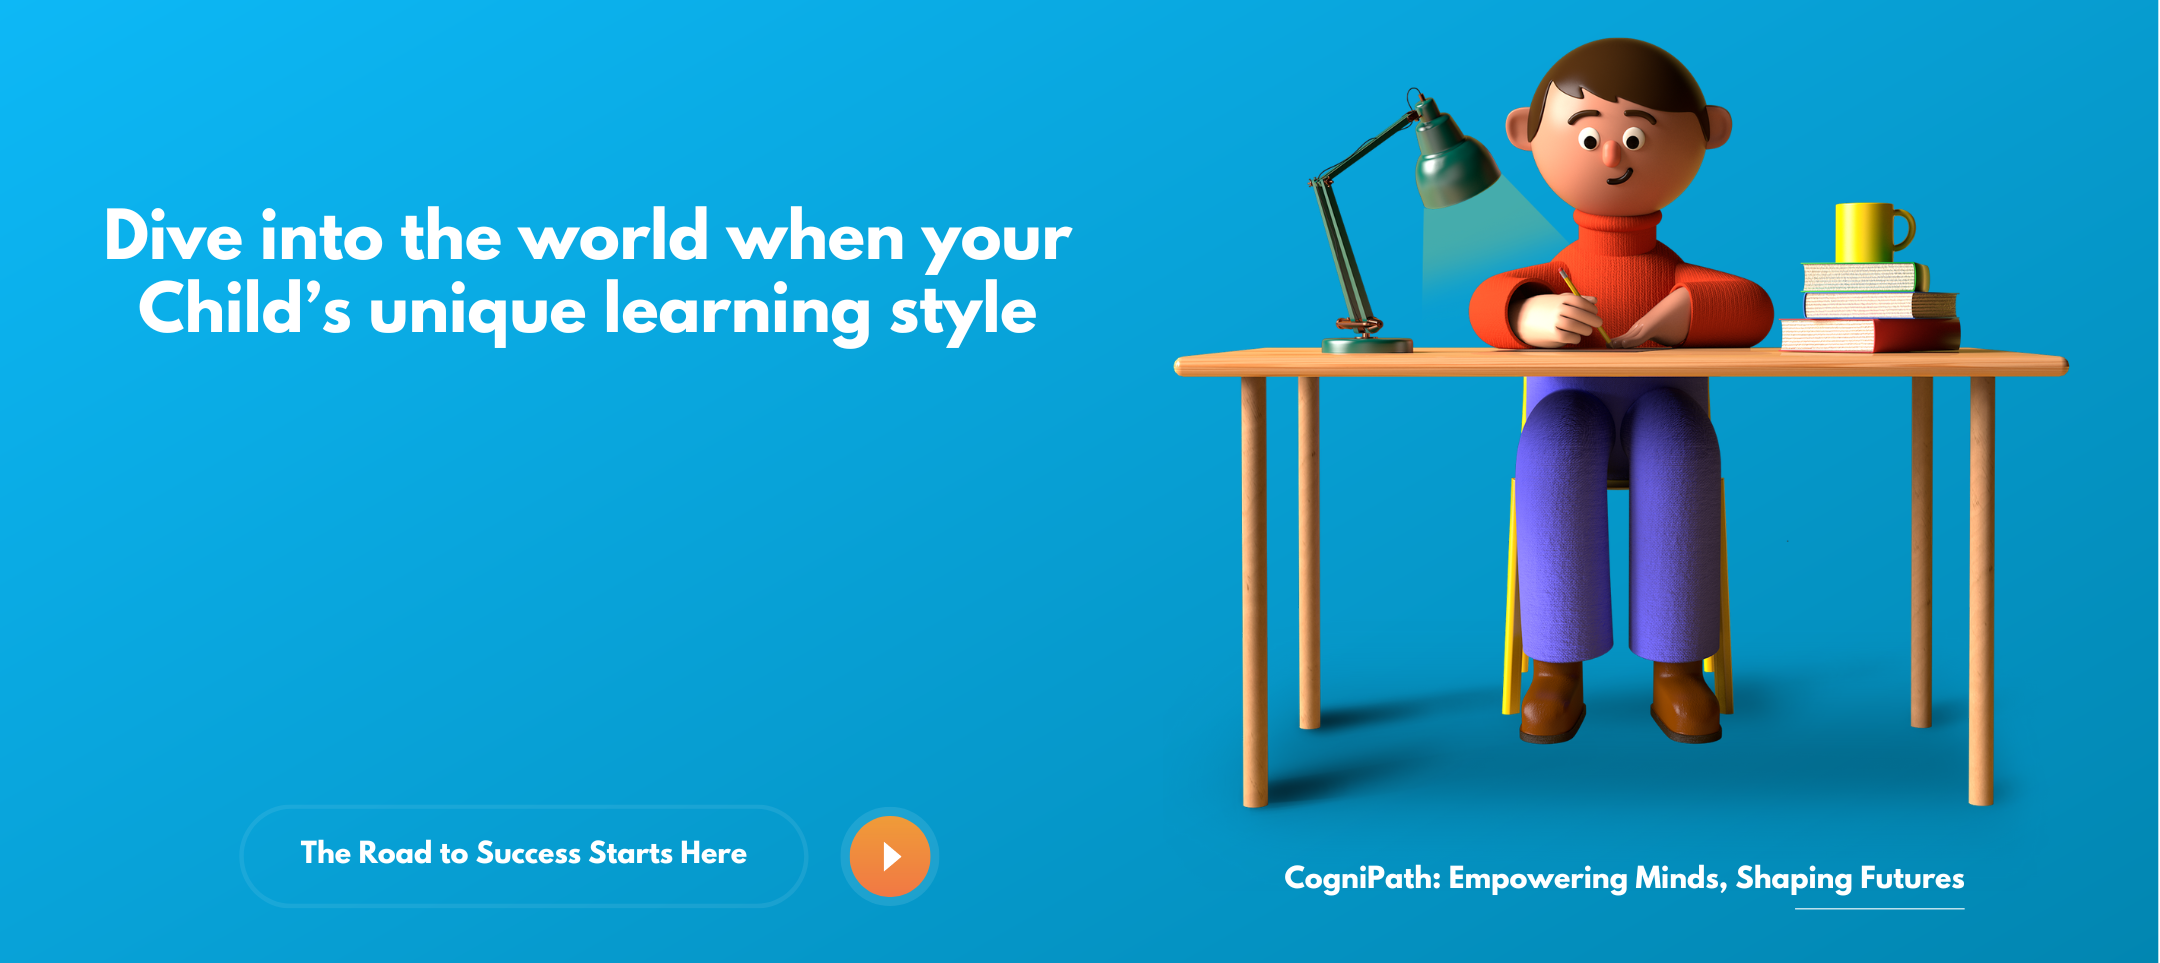 Dive into the world when your
Child’s unique learning style
The Road to Success Starts Here
CogniPath: Empowering Minds, Shaping Futures